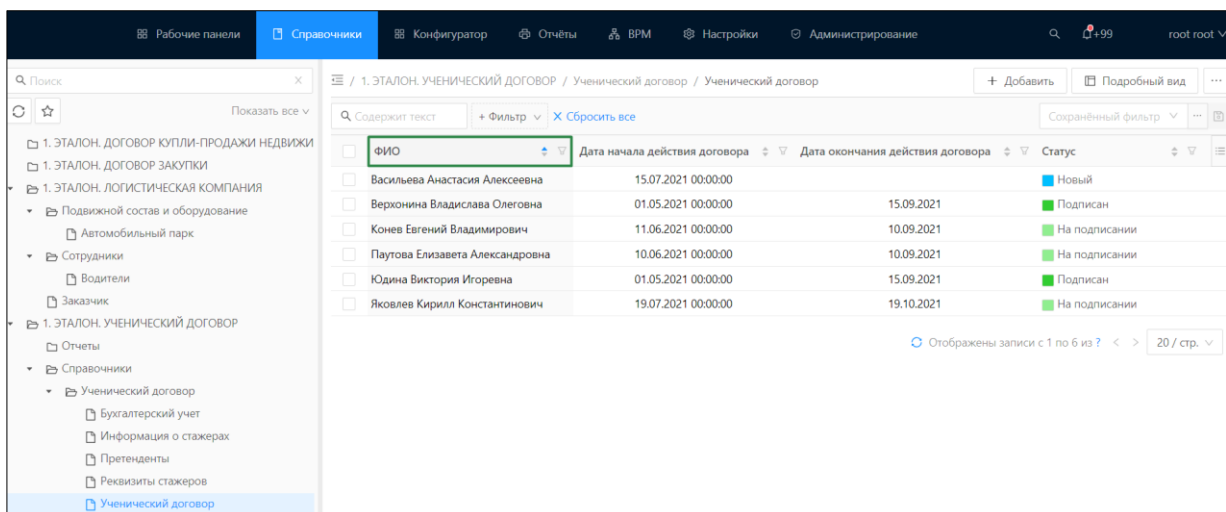 Рабочие панели Справочники Конфигуратор Отчёты BPM Настройки Администрирование +99 root root
Поиск
Показать все
1. ЭТАЛОН. ДОГОВОР КУПЛИ-ПРОДАЖИ НЕДВИЖИ
1. ЭТАЛОН. ДОГОВОР ЗАКУПКИ
1. ЭТАЛОН. ЛОГИСТИЧЕСКАЯ КОМПАНИЯ
Подвижной состав и оборудование
Автомобильный парк
Сотрудники
Водители
Заказчик
1. ЭТАЛОН. УЧЕНИЧЕСКИЙ ДОГОВОР
Отчеты
Справочники
Ученический договор
Бухгалтерский учет
Информация о стажерах
Претенденты
Реквизиты стажеров
Ученический договор
/ 1. ЭТАЛОН. УЧЕНИЧЕСКИЙ ДОГОВОР / Ученический договор / Ученический договор + Добавить Подробный вид ...
Содержит текст + Фильтр X Сбросить все Сохранённый фильтр ...
ФИО Дата начала действия договора Дата окончания действия договора Статус
Васильева Анастасия Алексеевна 15.07.2021 00:00:00 Новый
Верхонина Владислава Олеговна 01.05.2021 00:00:00 15.09.2021 Подписан
Конев Евгений Владимирович 11.06.2021 00:00:00 10.09.2021 На подписании
Паутова Елизавета Александровна 10.06.2021 00:00:00 10.09.2021 На подписании
Юдина Виктория Игоревна 01.05.2021 00:00:00 15.09.2021 Подписан
Яковлев Кирилл Константинович 19.07.2021 00:00:00 19.10.2021 На подписании
Отображены записи с 1 по 6 из ? < > 20 / стр.